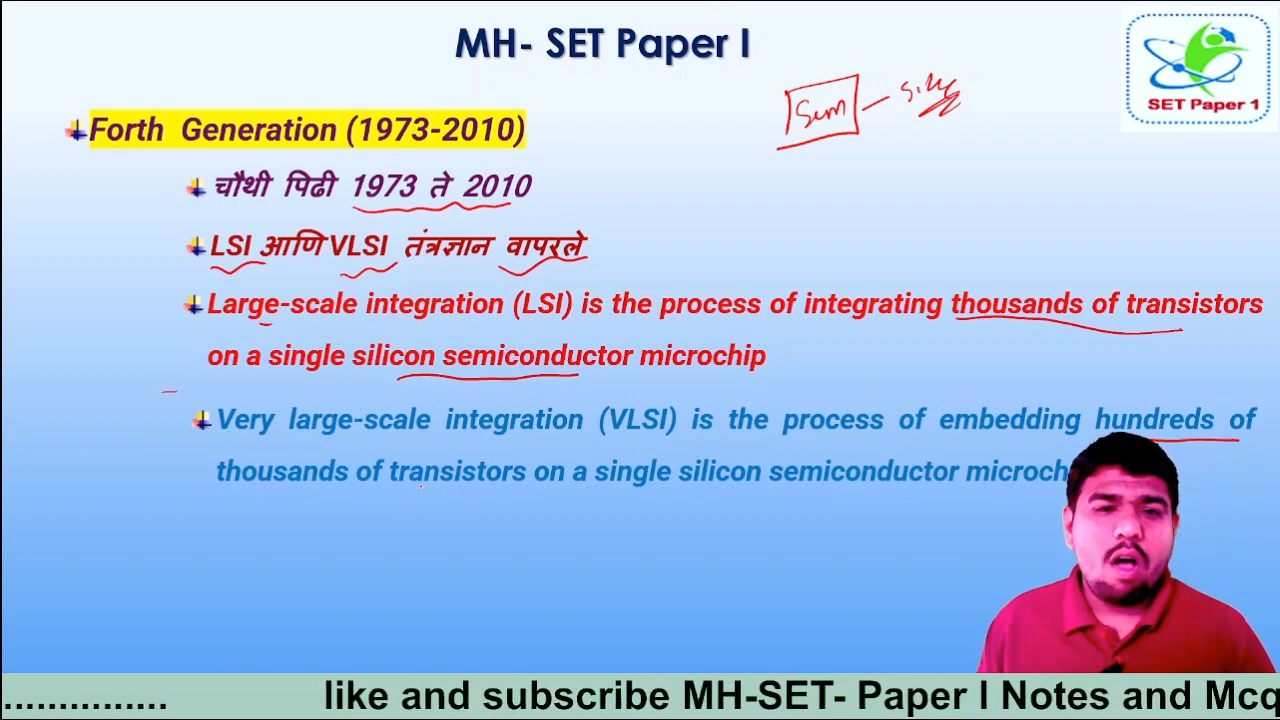 MH- SET Paper I
SET Paper 1
Sem
Forth Generation (1973-2010)
चौथी पिढी 1973 ते 2010
LSI आणि VLSI तंत्रज्ञान वापरले
Large-scale integration (LSI) is the process of integrating thousands of transistors
on a single silicon semiconductor microchip
Very large-scale integration (VLSI) is the process of embedding hundreds of
thousands of transistors on a single silicon semiconductor microch
............... like and subscribe MH-SET- Paper I Notes and Mcq